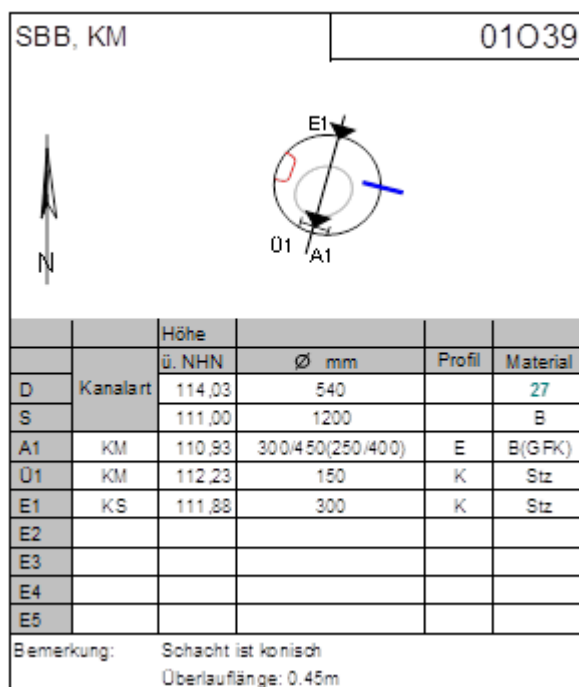 SBB, KM 01O39
E1
Ü1 A1
N
Höhe
Kanalart ü. NHN Ø mm Profil Material
D 114,03 540 27
S 111,00 1200 B
A1 KM 110,93 300/450(250/400) E B(GFK)
Ü1 KM 112,23 150 K Stz
E1 KS 111,88 300 K Stz
E2
E3
E4
E5
Bemerkung: Schacht ist konisch
Überlauflänge: 0.45m